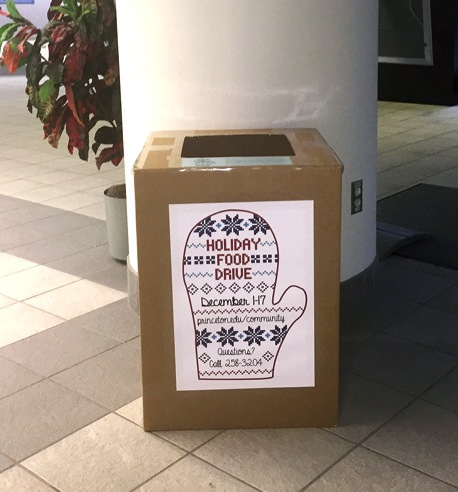 HOLIDAY
FOOD
DRIVE
December 1-17
princeton.edu/community
Questions?
Call 258-3204